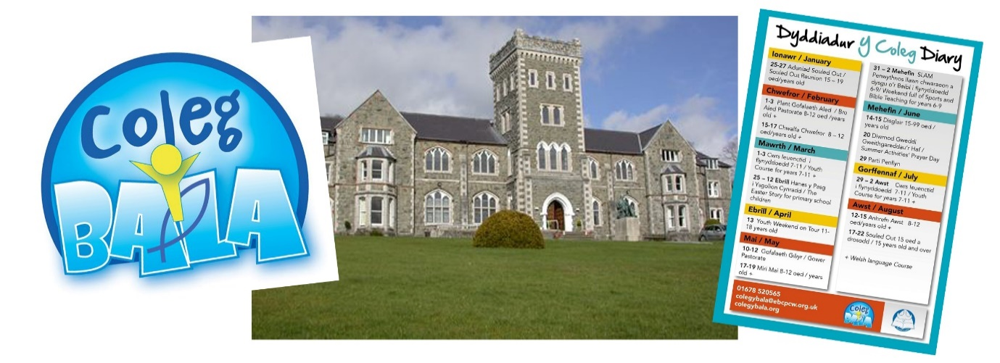 Coleg
BALA
Dyddiadur y Coleg Diary
Ionawr / January
25-27 Aduniad Souled Out /
Souled Out Reunion 15 – 19
oed/years old
Chwefror / February
1-3 Plant Gofalaeth Aled / Bro
Aled Pastorate 8-12 oed /years
old +
15-17 Chwalfa Chwefror 8 – 12
oed/years old +
Mawrth / March
1-3 Cwrs Ieuenctid i
flynyddoedd 7-11 / Youth
Course for years 7-11 +
25 – 12 Ebrill Hanes y Pasg
i Ysgolion Cynradd / The
Easter Story for primary school
children
Ebrill / April
13 Youth Weekend on Tour 11-
18 years old
Mai / May
10-12 Gofalaeth Gŵyr / Gower
Pastorate
17-19 Miri Mai 8-12 oed / years
old +
31 – 2 Mehefin SLAM
Penwythnos llawn chwaraeon a
dysgu o'r Beibl i flynyddoedd
6-9/ Weekend full of Sports and
Bible Teaching for years 6-9
Mehefin / June
14-15 Disglair 15-99 oed /
years old
20 Diwrnod Gweddi
Gweithgareddau'r Haf /
Summer Activities' Prayer Day
29 Parti Penllyn
Gorffennaf / July
29 – 2 Awst Cwrs Ieuenctid
i flynyddoedd 7-11 / Youth
Course for years 7-11 +
Awst / August
12-15 Anhrefn Awst 8-12
oed/years old +
17-22 Souled Out 15 oed a
drosodd / 15 years old and over
+ Welsh language Course
01678 520565
colegybala@ebcpcw.org.uk
colegybala.org
Coleg
BALA